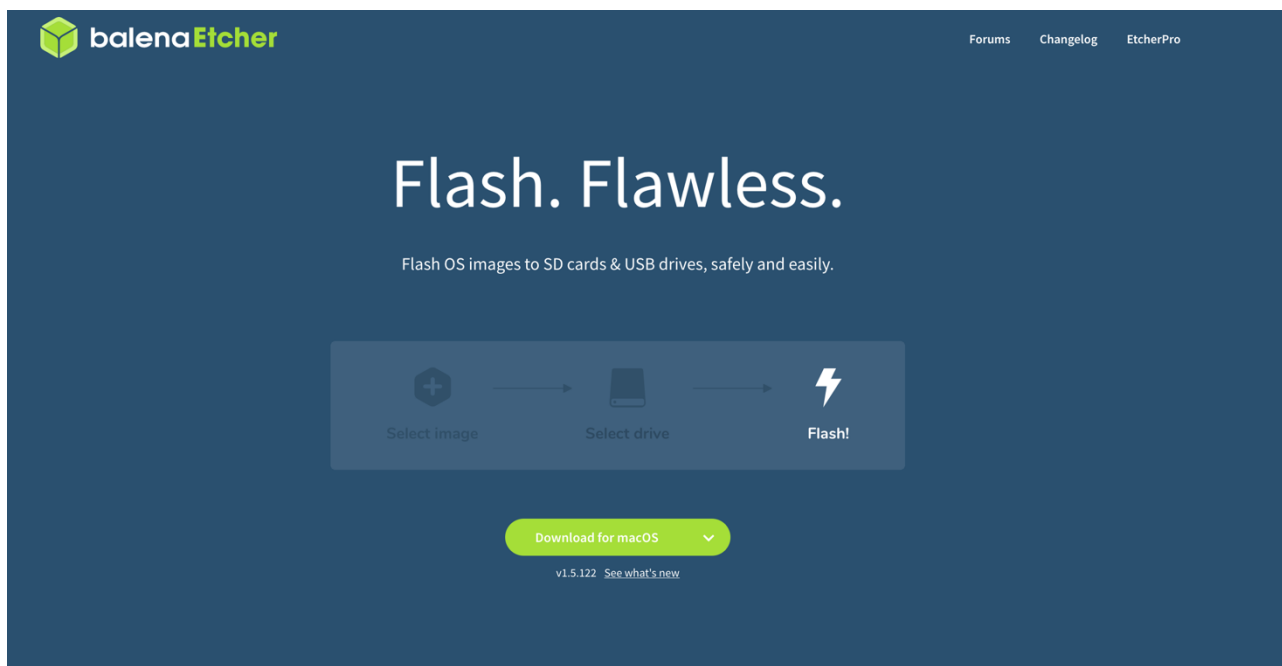 balenaEtcher
Forums Changelog EtcherPro
Flash. Flawless.
Flash OS images to SD cards & USB drives, safely and easily.
Select image Select drive Flash!
Download for macOS
v1.5.122 See what's new